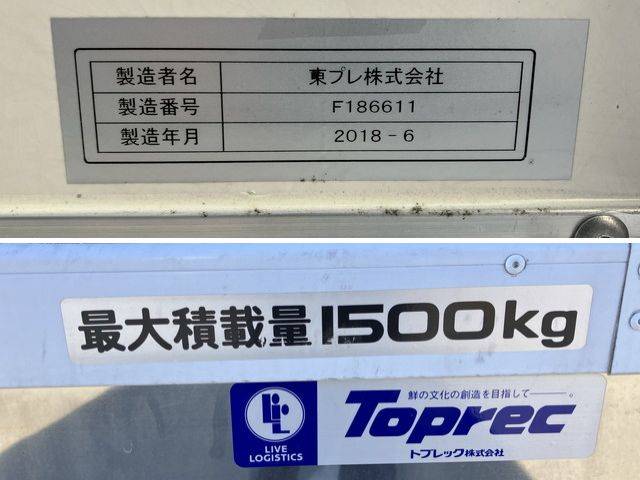 製造者名 東プレ株式会社
製造番号 F186611
製造年月 2018-6
最大積載量1500kg
鮮の文化の創造を目指して――。
Toprec
トプレック株式会社
LIVE
LOGISTICS